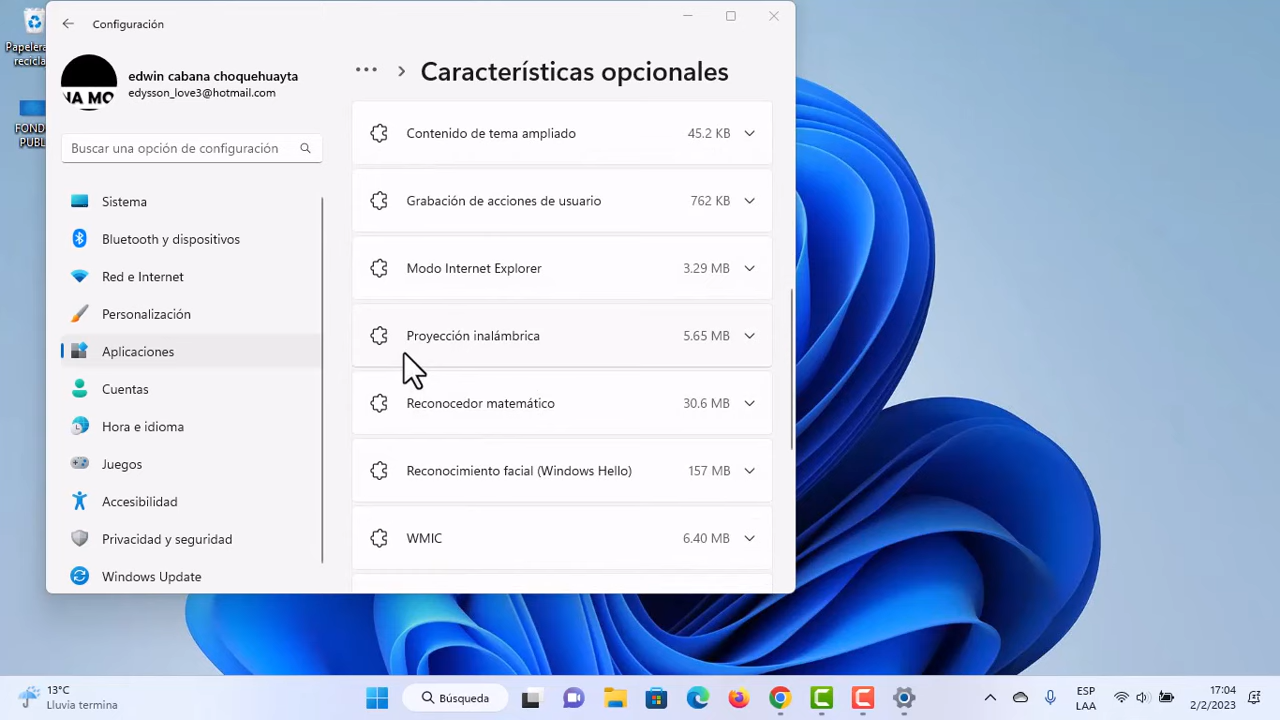 Papelera
recicla
FOND
PUBL
Configuración
edwin cabana choquehuayta
edysson_love3@hotmail.com
NA MO
Buscar una opción de configuración
Sistema
Bluetooth y dispositivos
Red e Internet
Personalización
Aplicaciones
Cuentas
Hora e idioma
Juegos
Accesibilidad
Privacidad y seguridad
Windows Update
... > Características opcionales
Contenido de tema ampliado 45.2 KB
Grabación de acciones de usuario 762 KB
Modo Internet Explorer 3.29 MB
Proyección inalámbrica 5.65 MB
Reconocedor matemático 30.6 MB
Reconocimiento facial (Windows Hello) 157 MB
WMIC 6.40 MB
13°C
Lluvia termina
Búsqueda
ESP
LAA
17:04
2/2/2023